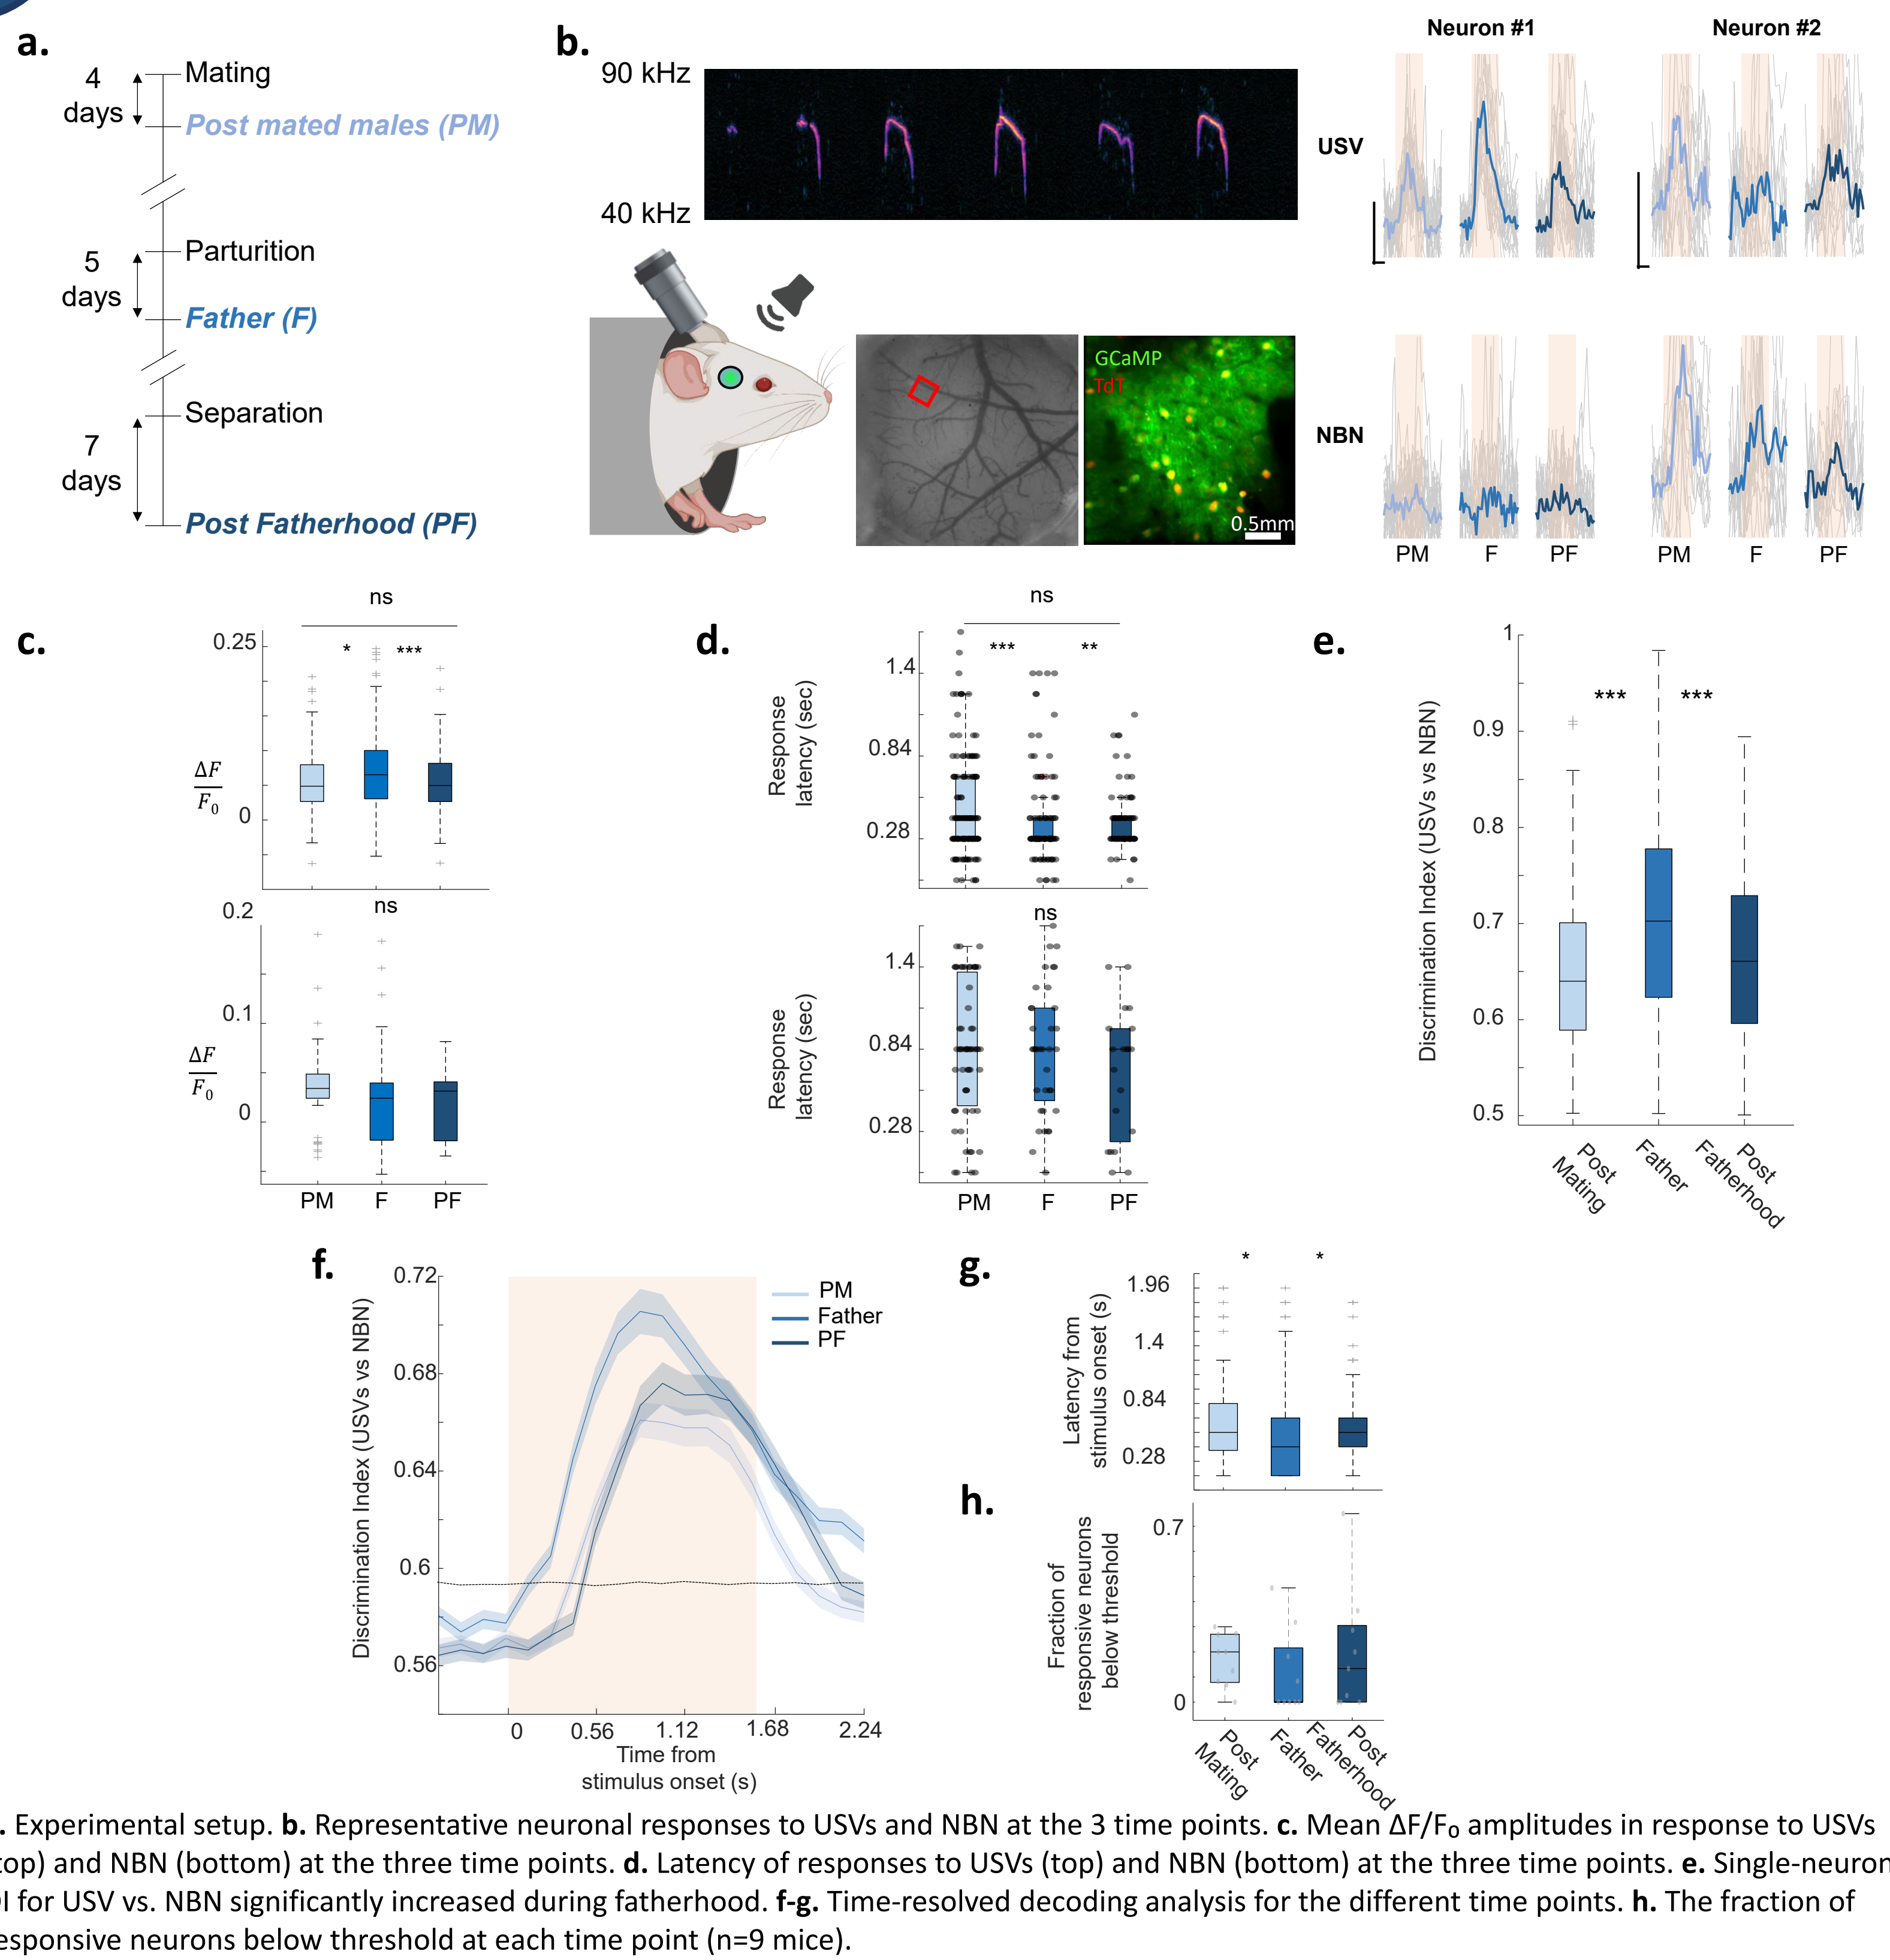 a.
4
days
Mating
Post mated males (PM)
5
days
Parturition
Father (F)
7
days
Separation
Post Fatherhood (PF)
b.
90 kHz
40 kHz
GCaMP
TdT
0.5mm
Neuron #1
Neuron #2
USV
NBN
PM
F
PF
PM
F
PF
c.
ns
*
***
0.25
0
ΔF
F₀
ns
0.2
0.1
0
ΔF
F₀
PM
F
PF
d.
ns
***
**
1.4
0.84
0.28
Response
latency (sec)
ns
1.4
0.84
0.28
Response
latency (sec)
PM
F
PF
e.
***
***
1
0.9
0.8
0.7
0.6
0.5
Discrimination Index (USVs vs NBN)
Post
Mating
Father
Post
Fatherhood
f.
0.72
0.68
0.64
0.6
0.56
Discrimination Index (USVs vs NBN)
PM
Father
PF
0
0.56
1.12
1.68
2.24
Time from
stimulus onset (s)
g.
*
*
1.96
1.4
0.84
0.28
Latency from
stimulus onset (s)
h.
0.7
0
Fraction of
responsive neurons
below threshold
Post
Mating
Father
Post
Fatherhood
. Experimental setup. b. Representative neuronal responses to USVs and NBN at the 3 time points. c. Mean ΔF/F₀ amplitudes in response to USVs
top) and NBN (bottom) at the three time points. d. Latency of responses to USVs (top) and NBN (bottom) at the three time points. e. Single-neuron
I for USV vs. NBN significantly increased during fatherhood. f-g. Time-resolved decoding analysis for the different time points. h. The fraction of
esponsive neurons below threshold at each time point (n=9 mice).